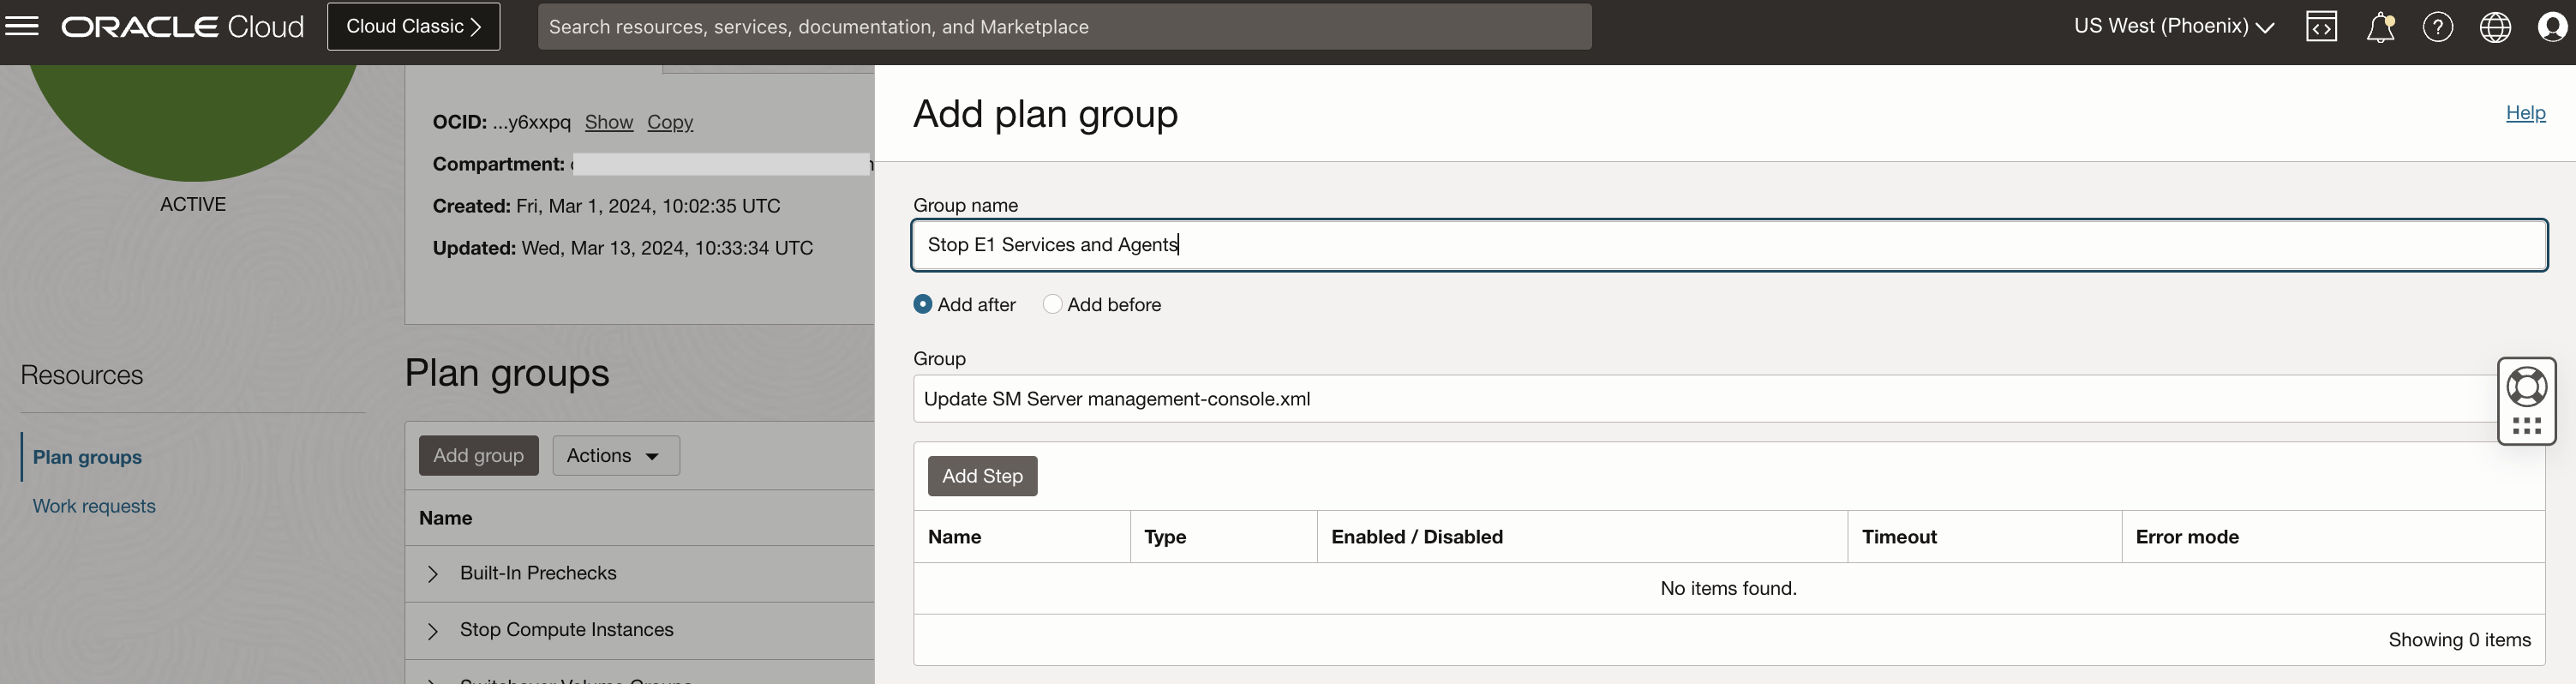 ORACLE Cloud
Cloud Classic
Search resources, services, documentation, and Marketplace
US West (Phoenix)
ACTIVE
OCID: ...y6xxpq Show Copy
Compartment:
Created: Fri, Mar 1, 2024, 10:02:35 UTC
Updated: Wed, Mar 13, 2024, 10:33:34 UTC
Resources
Plan groups
Work requests
Plan groups
Add group
Actions
Name
Built-In Prechecks
Stop Compute Instances
Add plan group
Help
Group name
Stop E1 Services and Agents
Add after
Add before
Group
Update SM Server management-console.xml
Add Step
Name Type Enabled / Disabled Timeout Error mode
No items found.
Showing 0 items